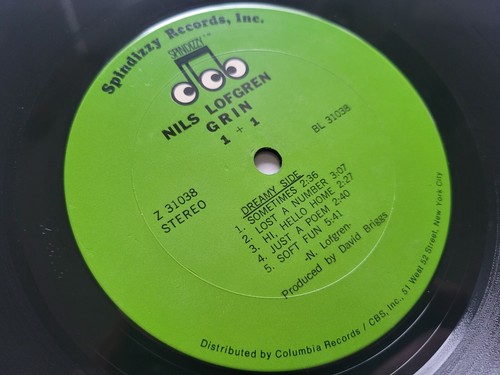 Spindizzy Records, Inc.
SPINDIZZY™
NILS LOFGREN
GRIN
1 + 1
BL 31038
Z 31038
STEREO
DREAMY SIDE
1. SOMETIMES 2:36
2. LOST A NUMBER 3:07
3. HI, HELLO HOME 2:27
4. JUST A POEM 2:40
5. SOFT FUN 5:41
-N. Lofgren-
Produced by David Briggs
Distributed by Columbia Records / CBS, Inc., 51 West 52 Street, New York City